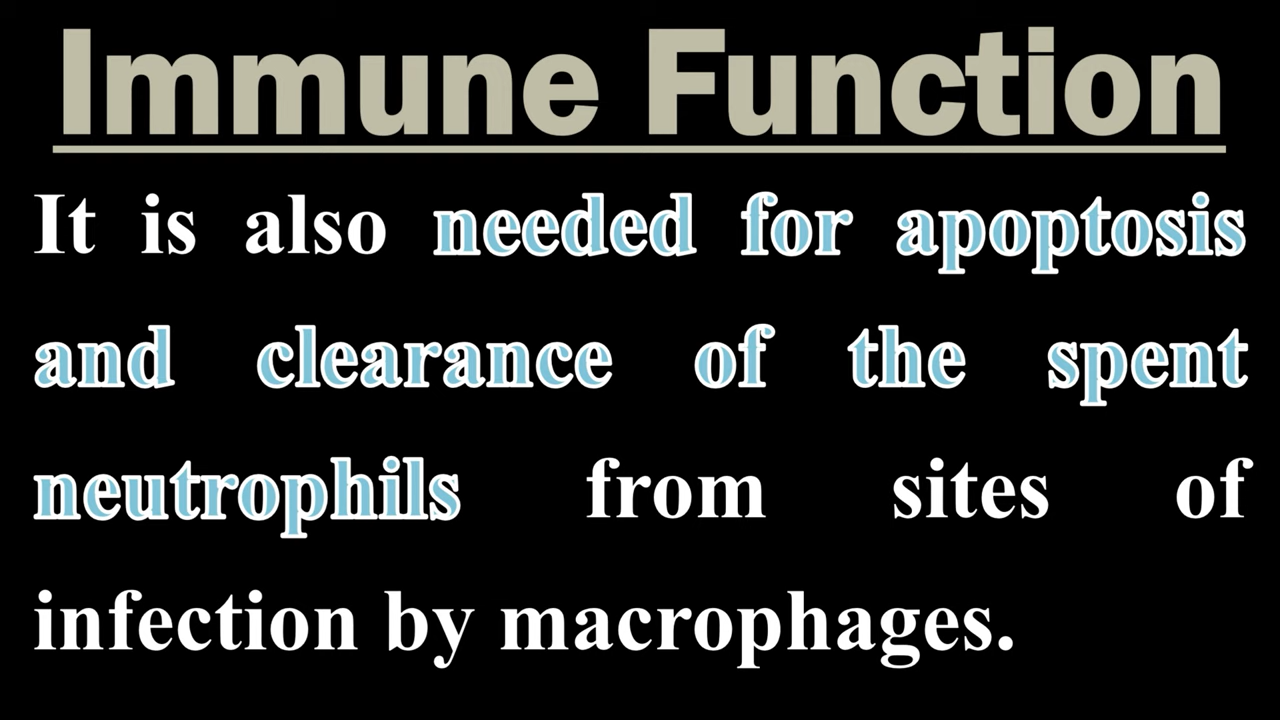 Immune Function
It is also needed for apoptosis
and clearance of the spent
neutrophils from sites of
infection by macrophages.